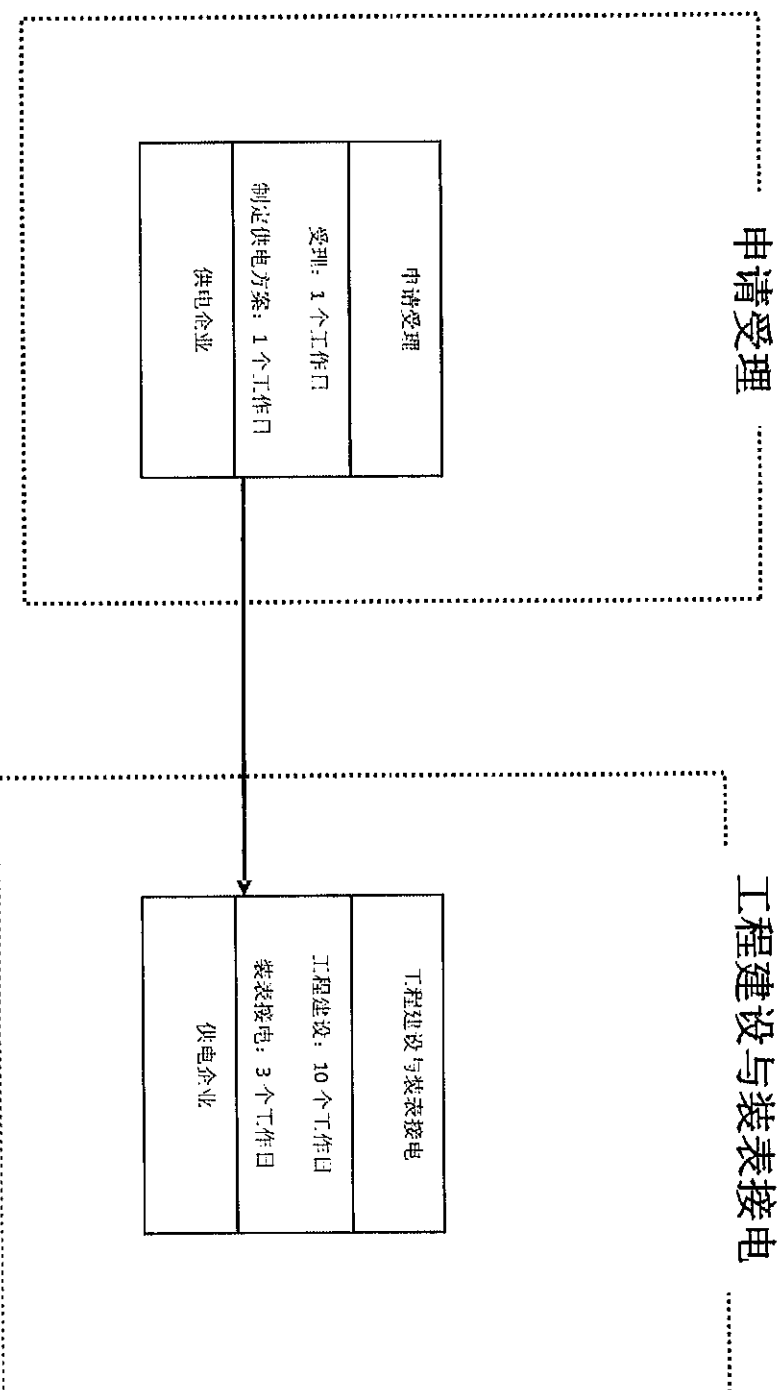 申请受理
申请受理
受理：1个工作日
制定供电方案：1个工作日
供电企业
工程建设与装表接电
工程建设与装表接电
工程建设：10个工作日
装表接电：3个工作日
供电企业